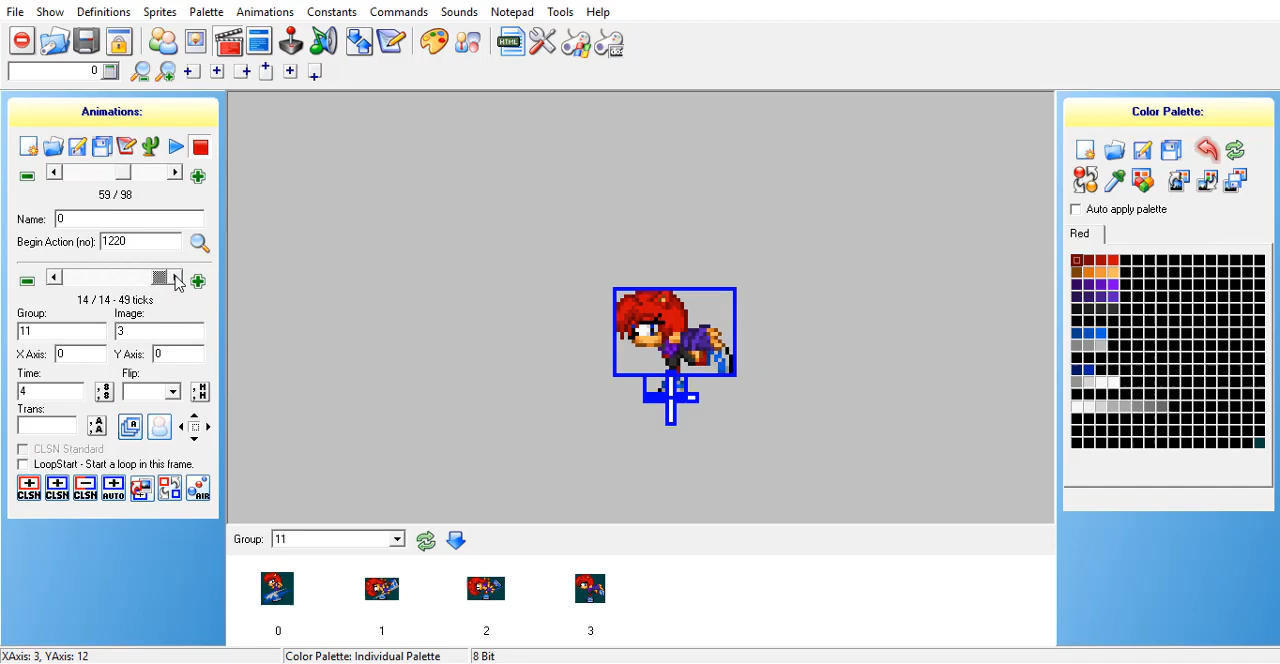 File Show Definitions Sprites Palette Animations Constants Commands Sounds Notepad Tools Help
HTML
0
Animations:
59 / 98
Name: 0
Begin Action (no): 1220
14 / 14 - 49 ticks
Group: Image:
11 3
X Axis: 0 Y Axis: 0
Time: Flip:
4
Trans:
CLSN Standard
LoopStart - Start a loop in this frame.
CLSN CLSN CLSN AUTO AIR
Color Palette:
Auto apply palette
Red
Group: 11
0 1 2 3
XAxis: 3, YAxis: 12 Color Palette: Individual Palette 8 Bit